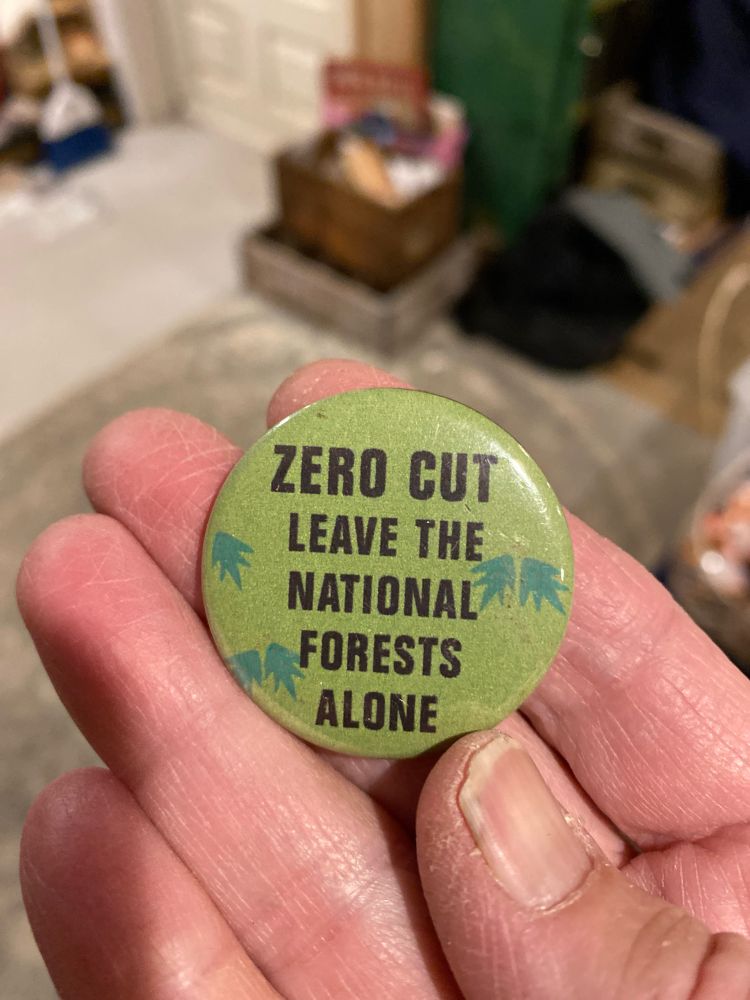 ZERO CUT
LEAVE THE
NATIONAL
FORESTS
ALONE